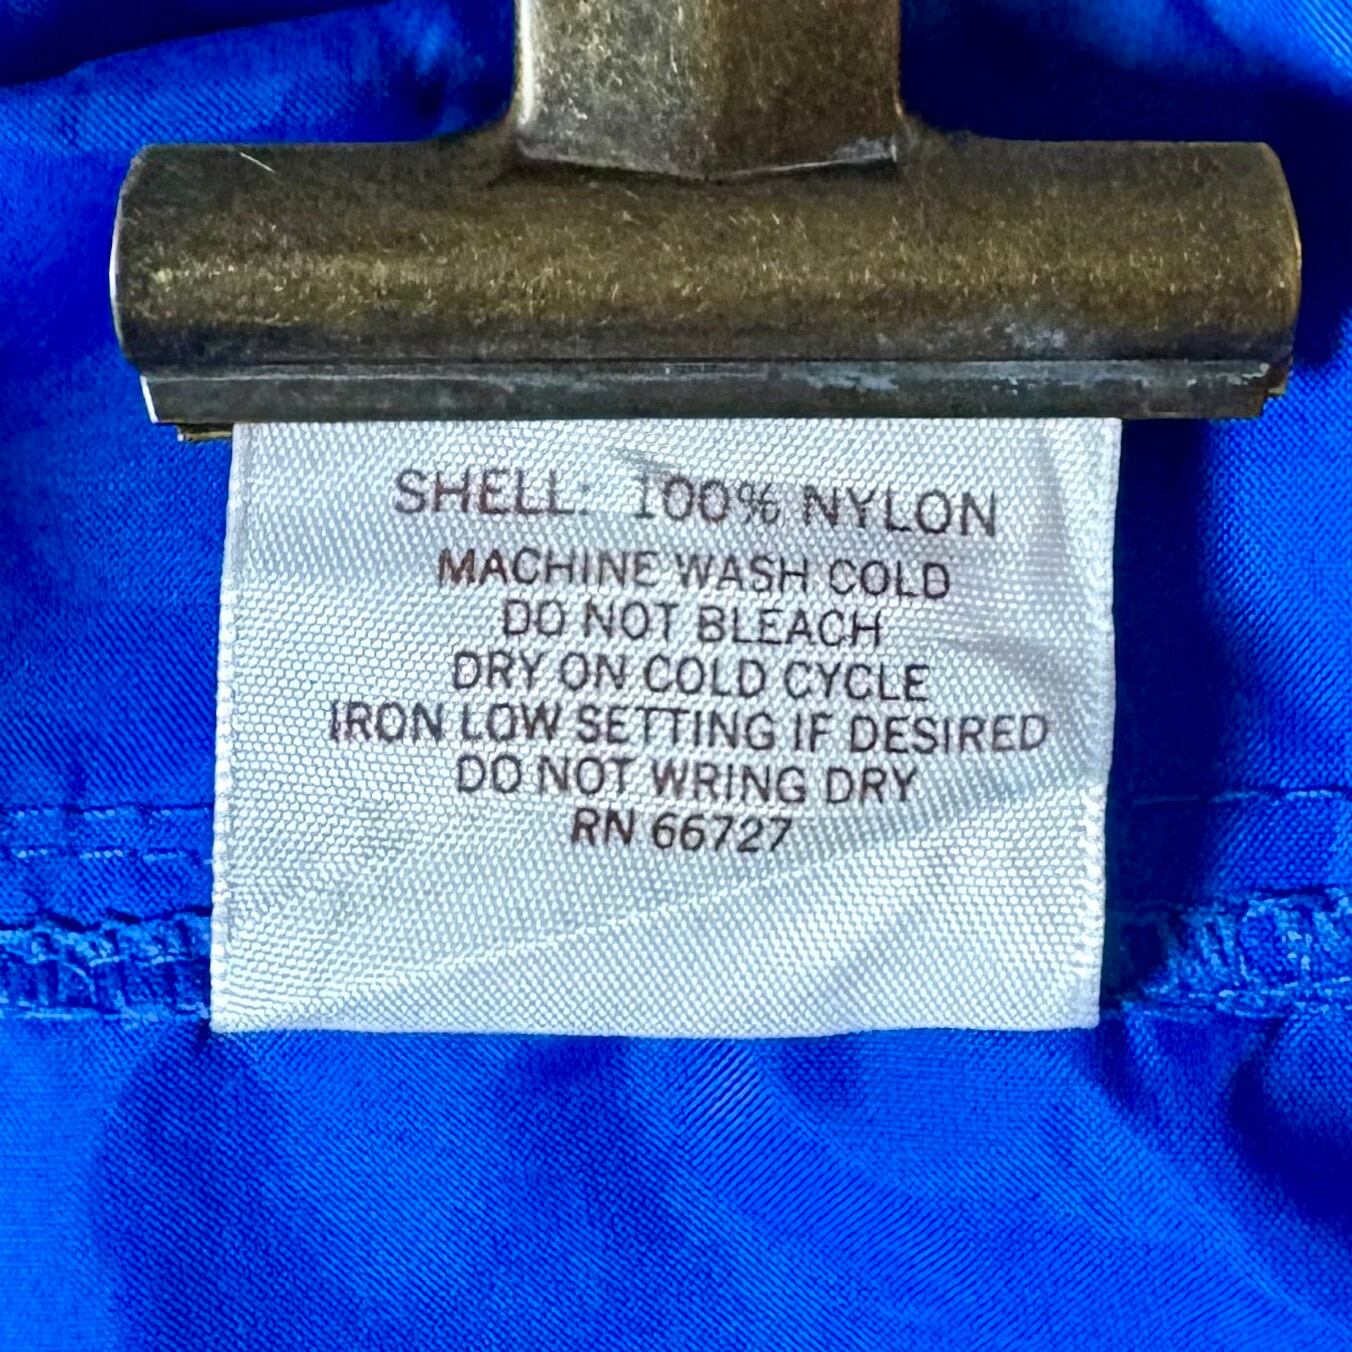 SHELL: 100% NYLON
MACHINE WASH COLD
DO NOT BLEACH
DRY ON COLD CYCLE
IRON LOW SETTING IF DESIRED
DO NOT WRING DRY
RN 66727